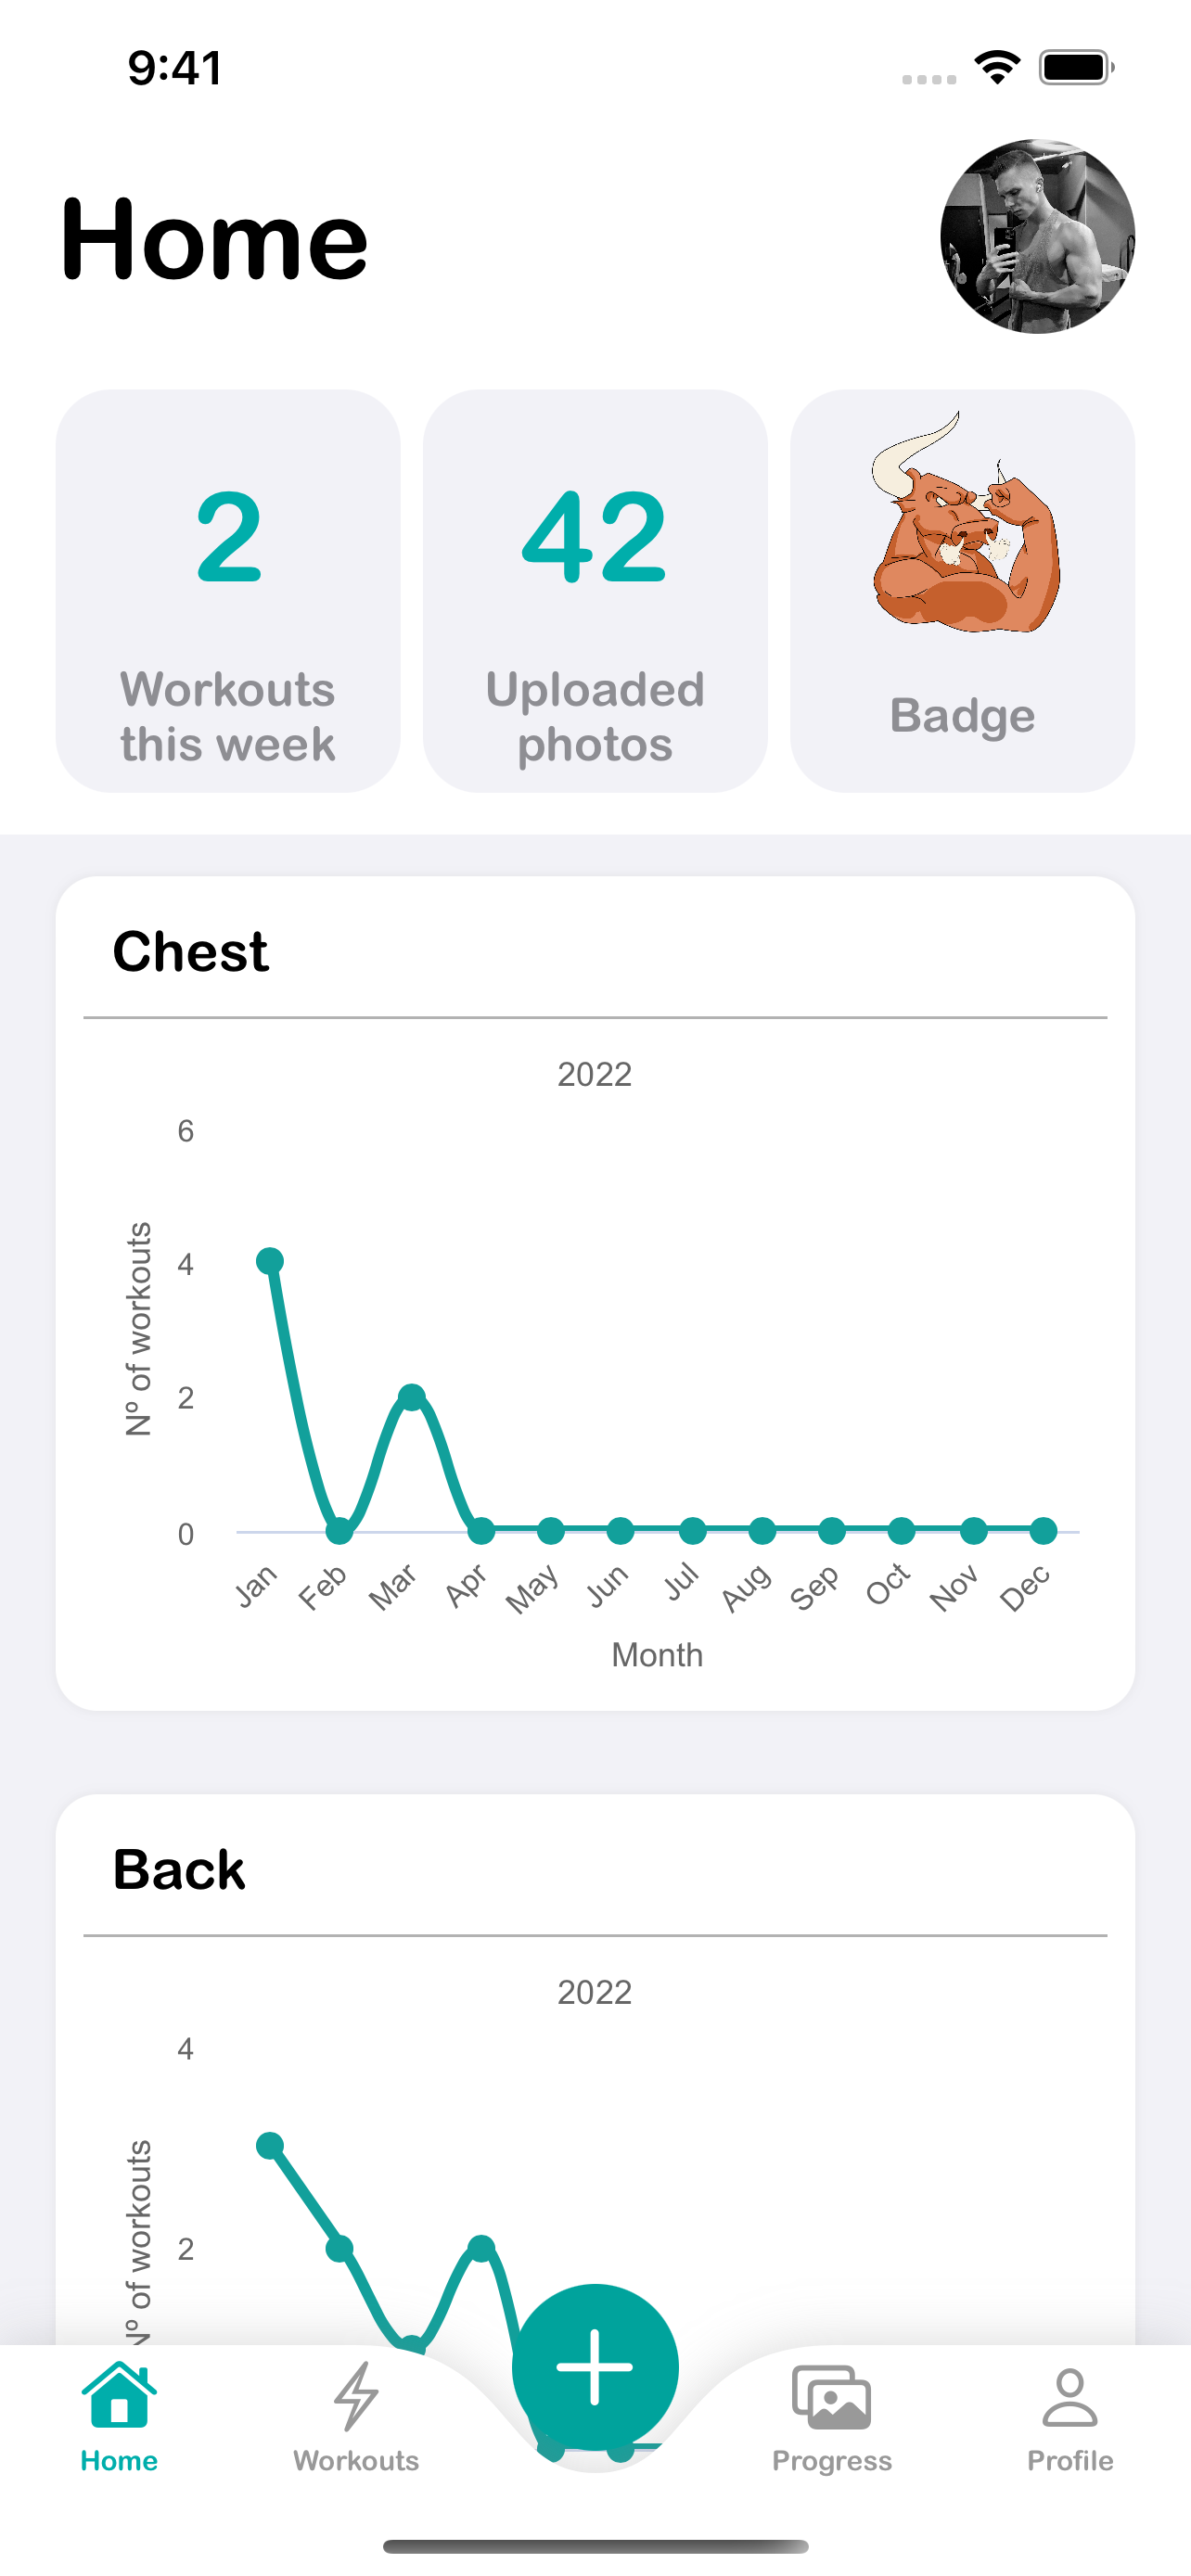 9:41
Home
2
Workouts
this week
42
Uploaded
photos
Badge
Chest
2022
6
4
2
0
Nº of workouts
Jan Feb Mar Apr May Jun Jul Aug Sep Oct Nov Dec
Month
Back
2022
4
2
Nº of workouts
Home
Workouts
Progress
Profile